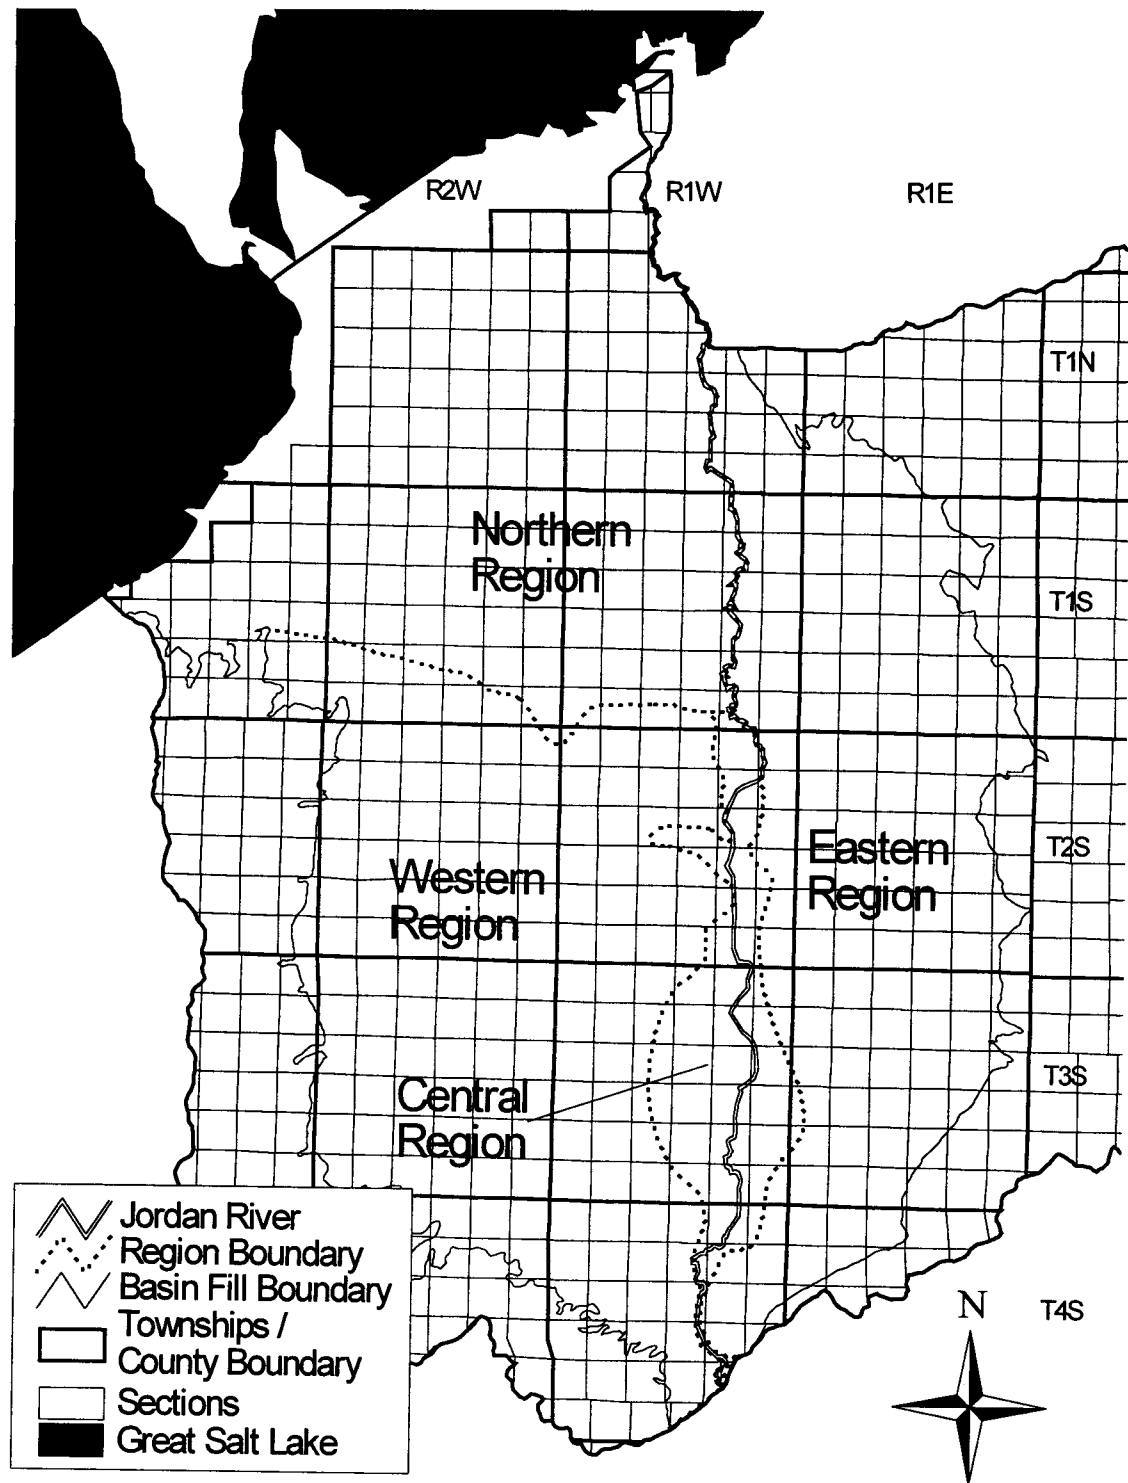 R2W
R1W
R1E
T1N
Northern
Region
T1S
Eastern
Region
T2S
Western
Region
T3S
Central
Region
Jordan River
Region Boundary
Basin Fill Boundary
Townships /
County Boundary
Sections
Great Salt Lake
N
T4S